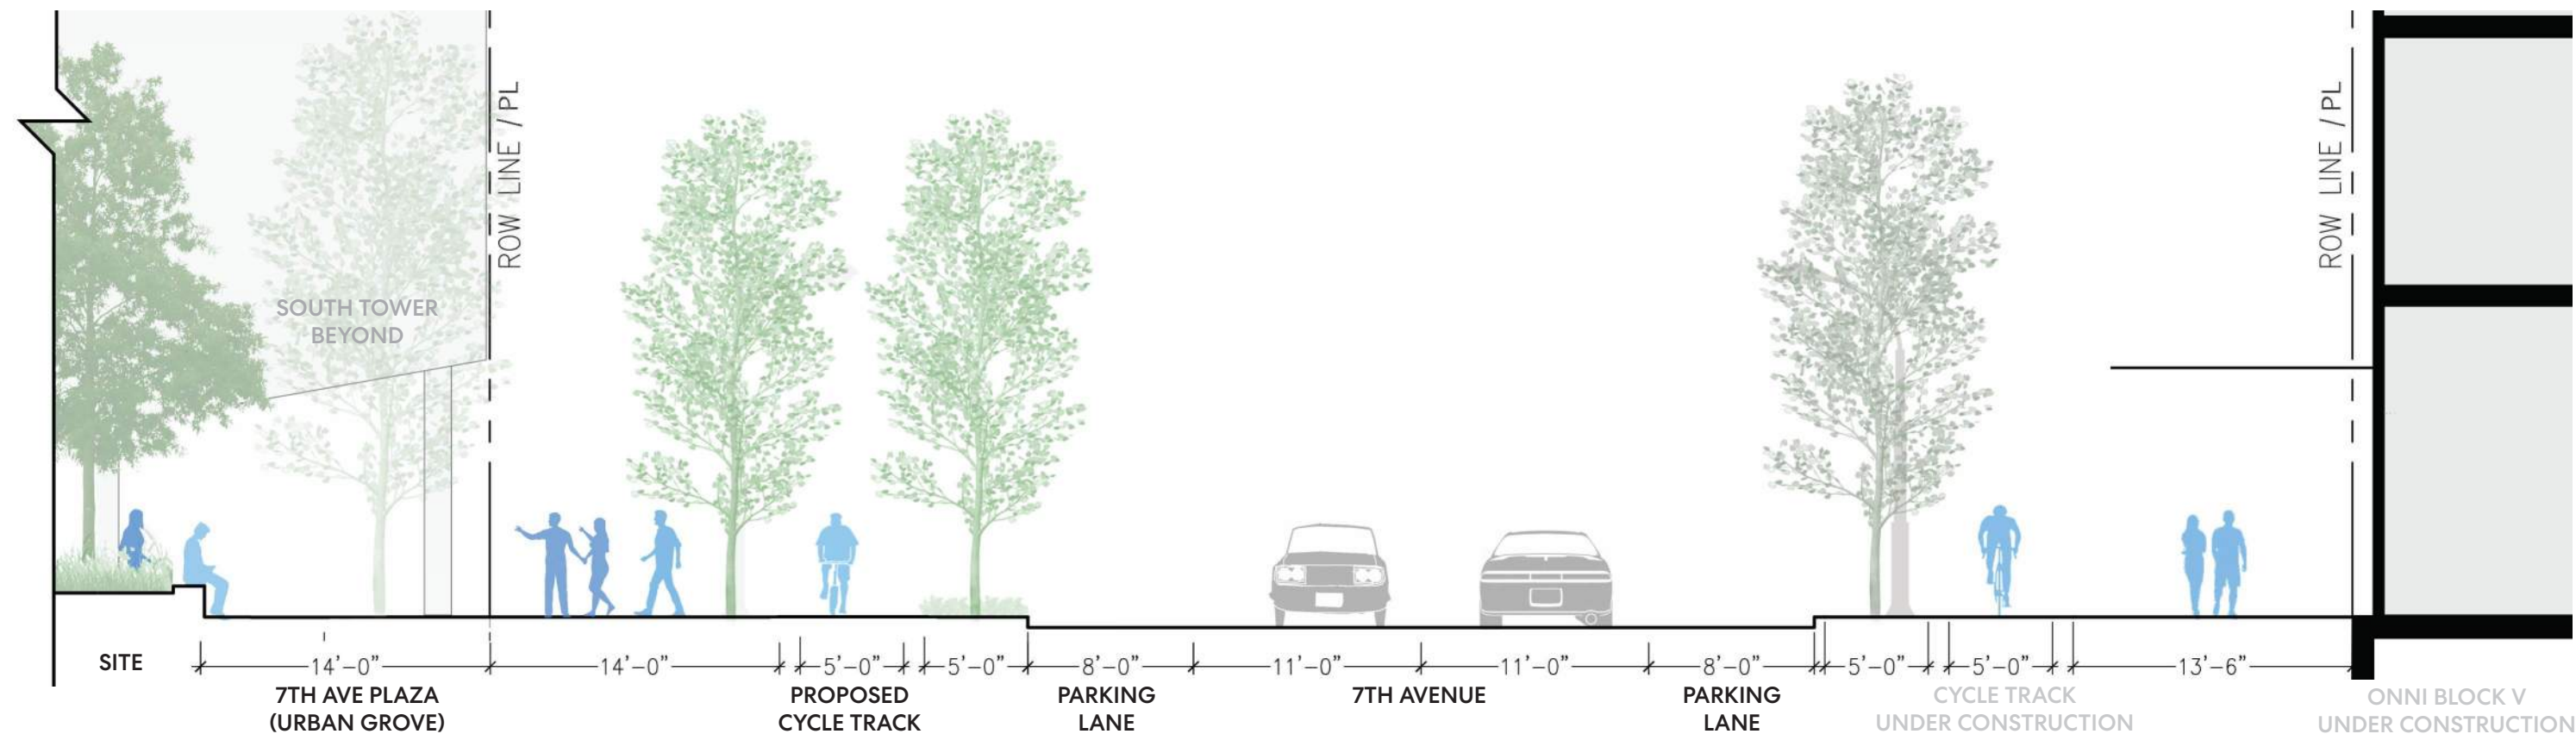 SOUTH TOWER
BEYOND
ROW LINE / PL
ROW LINE / PL
SITE
14'-0"
14'-0"
5'-0"
5'-0"
8'-0"
11'-0"
11'-0"
8'-0"
5'-0"
5'-0"
13'-6"
7TH AVE PLAZA
(URBAN GROVE)
PROPOSED
CYCLE TRACK
PARKING
LANE
7TH AVENUE
PARKING
LANE
CYCLE TRACK
UNDER CONSTRUCTION
ONNI BLOCK V
UNDER CONSTRUCTION